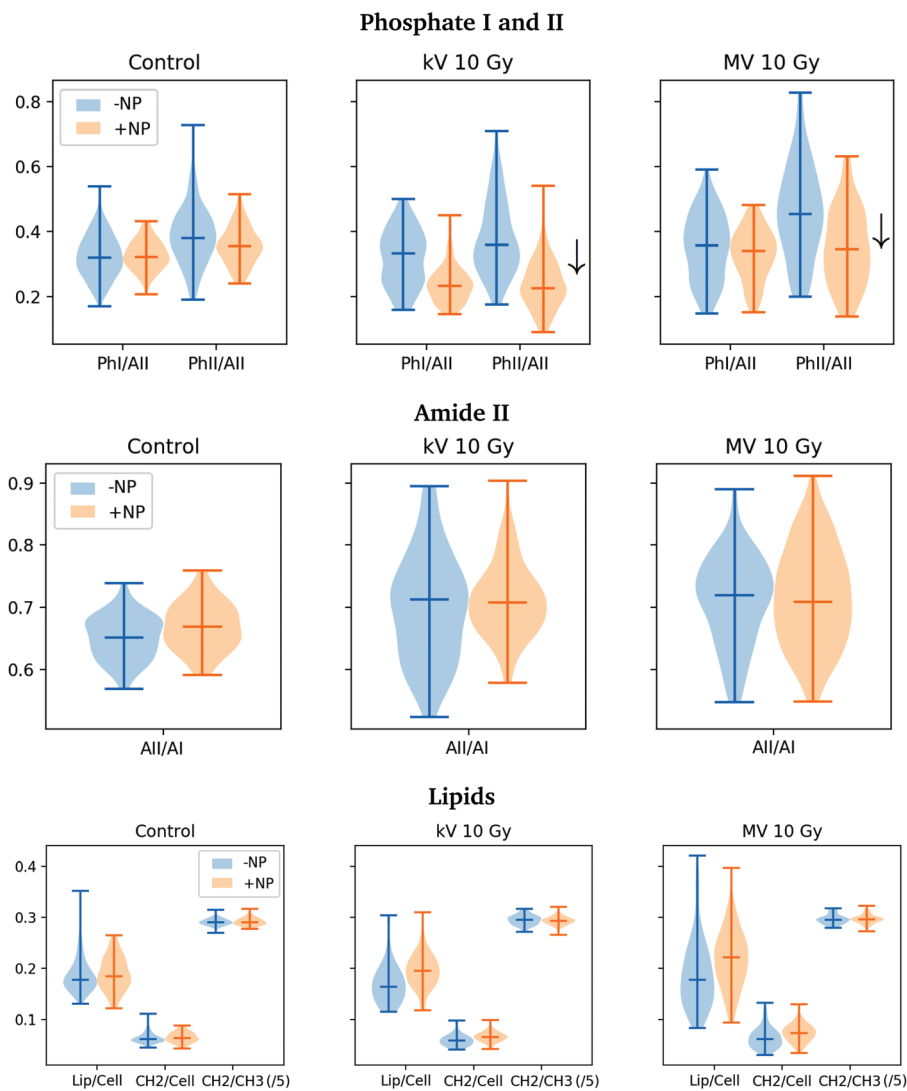 Phosphate I and II
Control
kV 10 Gy
MV 10 Gy
-NP
+NP
0.8
0.6
0.4
0.2
PhI/AII
PhII/AII
PhI/AII
PhII/AII
PhI/AII
PhII/AII
Amide II
Control
kV 10 Gy
MV 10 Gy
-NP
+NP
0.9
0.8
0.7
0.6
AII/AI
AII/AI
AII/AI
Lipids
Control
kV 10 Gy
MV 10 Gy
-NP
+NP
0.4
0.3
0.2
0.1
Lip/Cell
CH2/Cell
CH2/CH3 (/5)
Lip/Cell
CH2/Cell
CH2/CH3 (/5)
Lip/Cell
CH2/Cell
CH2/CH3 (/5)